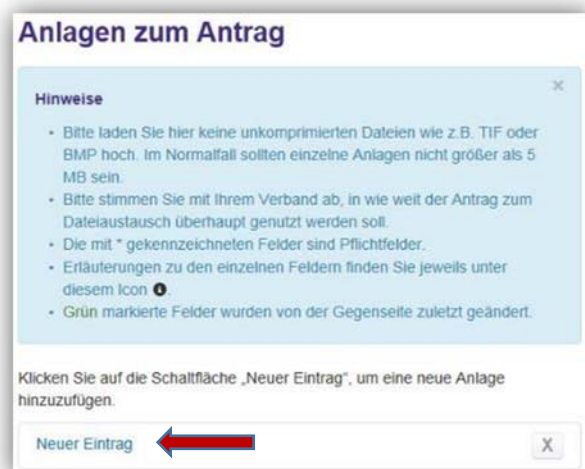 Anlagen zum Antrag
×
Hinweise
• Bitte laden Sie hier keine unkomprimierten Dateien wie z.B. TIF oder
BMP hoch. Im Normalfall sollten einzelne Anlagen nicht größer als 5
MB sein.
• Bitte stimmen Sie mit Ihrem Verband ab, in wie weit der Antrag zum
Dateiaustausch überhaupt genutzt werden soll.
• Die mit * gekennzeichneten Felder sind Pflichtfelder.
• Erläuterungen zu den einzelnen Feldern finden Sie jeweils unter
diesem Icon.
• Grün markierte Felder wurden von der Gegenseite zuletzt geändert.
Klicken Sie auf die Schaltfläche „Neuer Eintrag“, um eine neue Anlage
hinzuzufügen.
Neuer Eintrag X